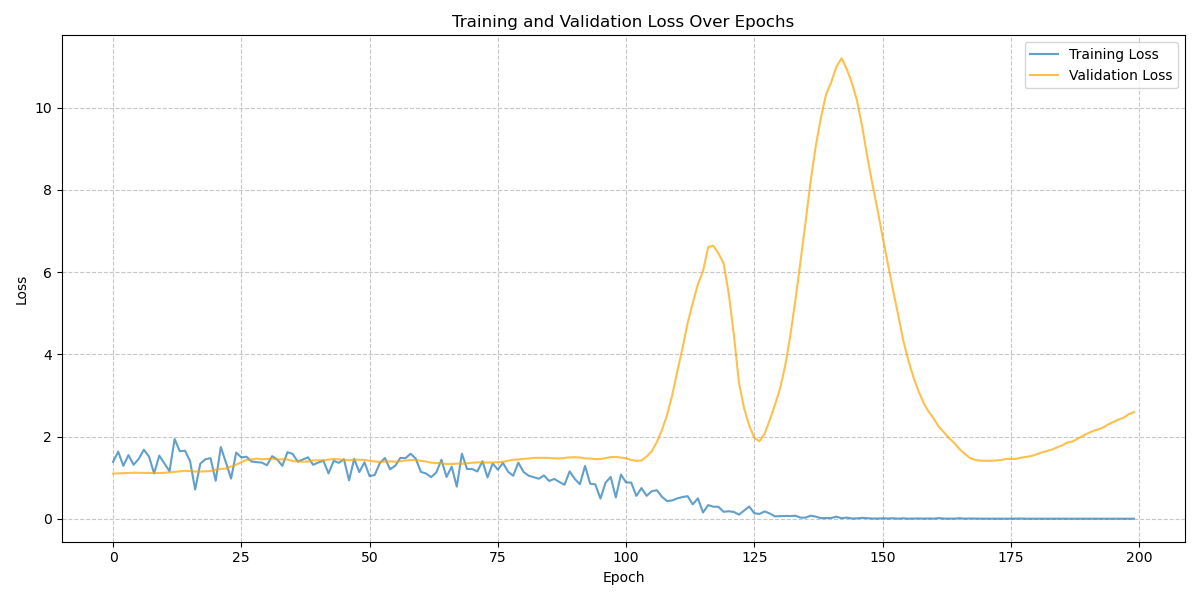 Training and Validation Loss Over Epochs
Training Loss
Validation Loss
10
8
6
4
2
0
Loss
0 25 50 75 100 125 150 175 200
Epoch